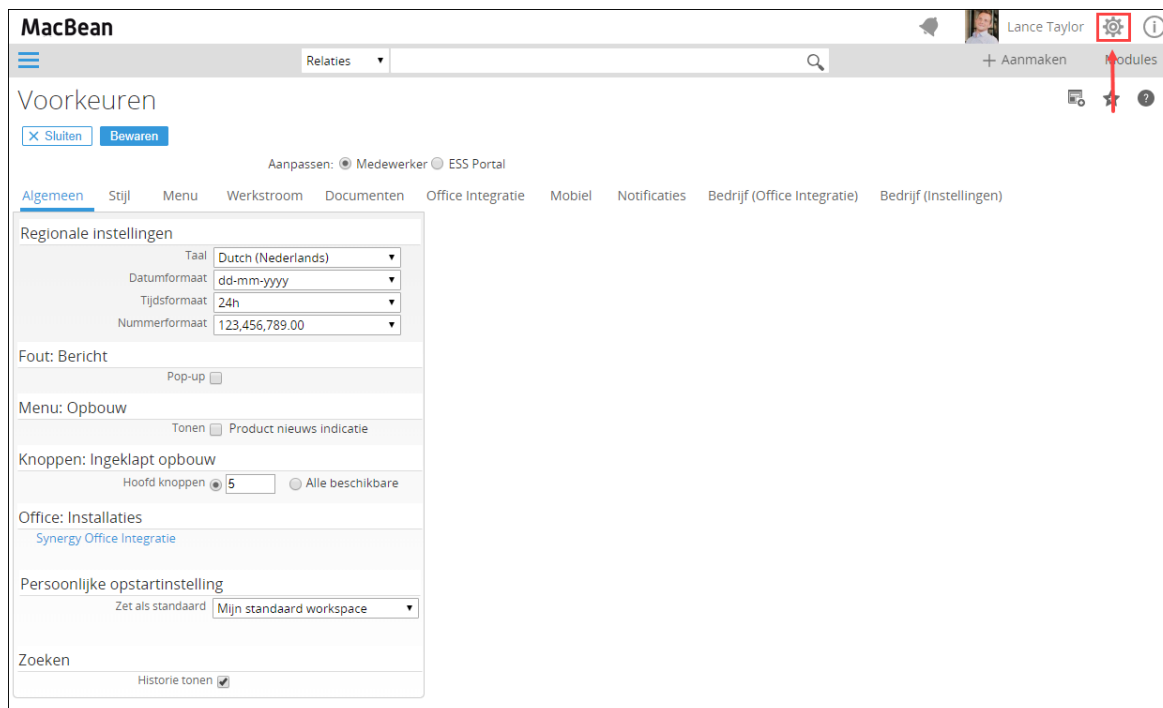 MacBean
Lance Taylor
Relaties
+ Aanmaken
Modules
Voorkeuren
X Sluiten
Bewaren
Aanpassen: Medewerker ESS Portal
Algemeen Stijl Menu Werkstroom Documenten Office Integratie Mobiel Notificaties Bedrijf (Office Integratie) Bedrijf (Instellingen)
Regionale instellingen
Taal Dutch (Nederlands)
Datumformaat dd-mm-yyyy
Tijdsformaat 24h
Nummerformaat 123,456,789.00
Fout: Bericht
Pop-up
Menu: Opbouw
Tonen Product nieuws indicatie
Knoppen: Ingeklapt opbouw
Hoofd knoppen 5 Alle beschikbare
Office: Installaties
Synergy Office Integratie
Persoonlijke opstartinstelling
Zet als standaard Mijn standaard workspace
Zoeken
Historie tonen